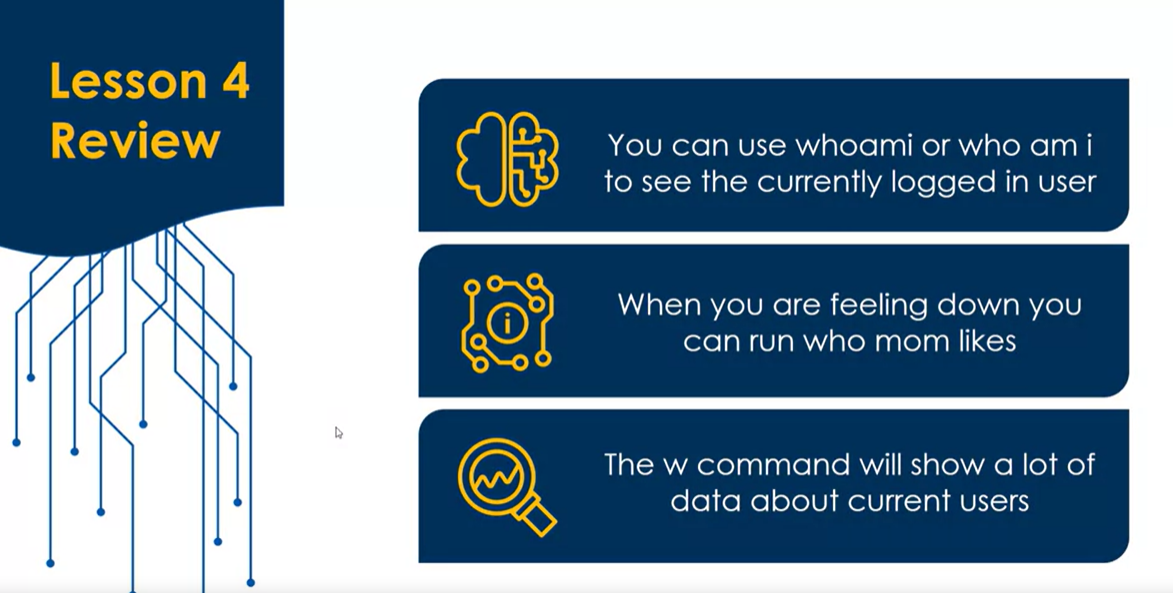 Lesson 4
Review
You can use whoami or who am i
to see the currently logged in user
i
When you are feeling down you
can run who mom likes
The w command will show a lot of
data about current users